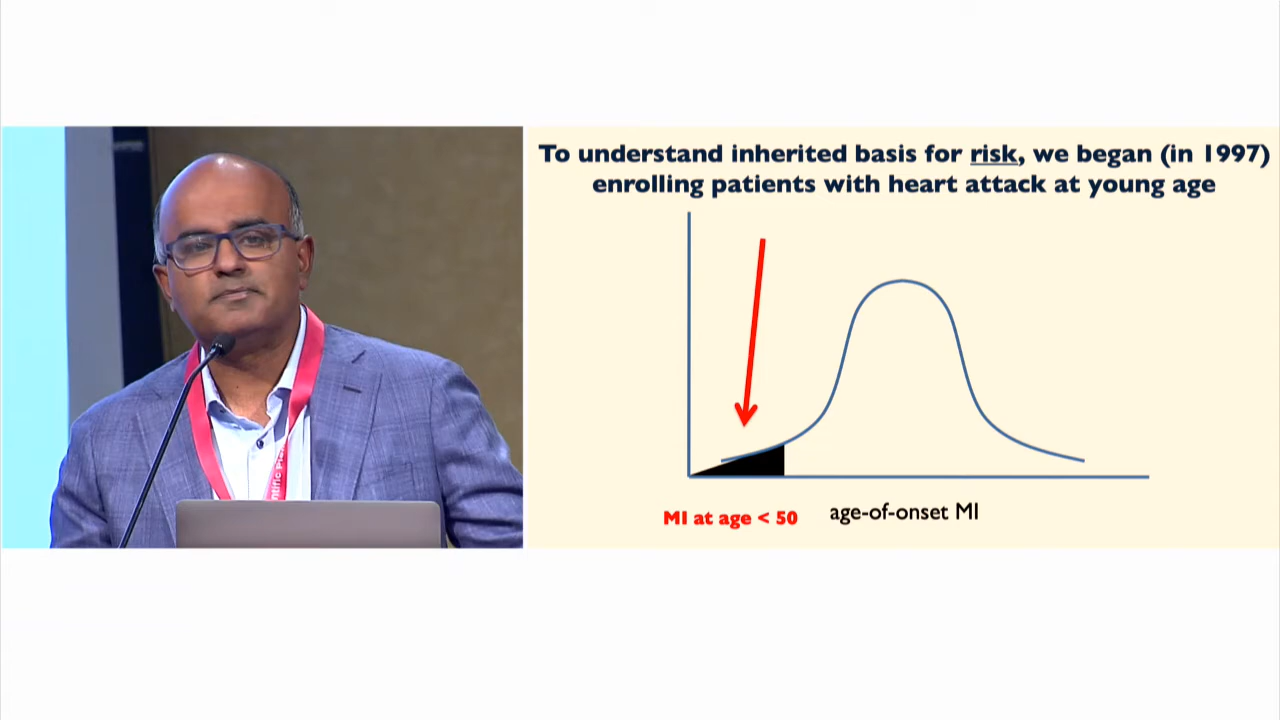 To understand inherited basis for risk, we began (in 1997)
enrolling patients with heart attack at young age
MI at age < 50
age-of-onset MI